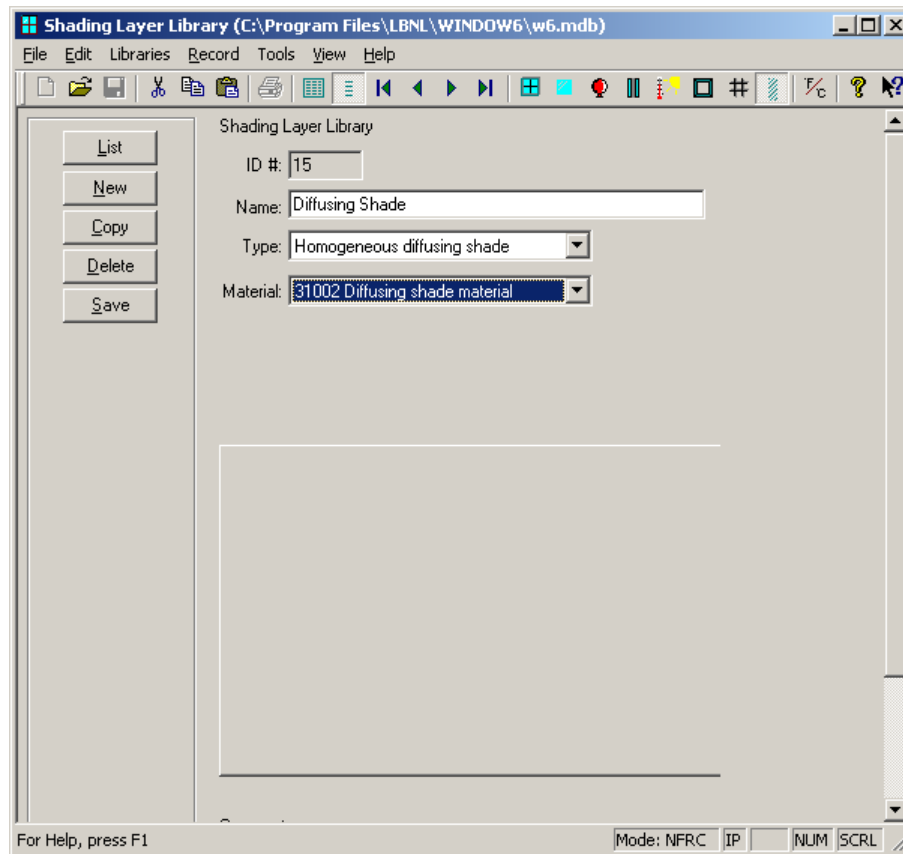 Shading Layer Library (C:\Program Files\LBNL\WINDOW6\w6.mdb)
File Edit Libraries Record Tools View Help
F/C ? ?
Shading Layer Library
List
ID #: 15
New
Name: Diffusing Shade
Copy
Type: Homogeneous diffusing shade
Delete
Material: 31002 Diffusing shade material
Save
For Help, press F1 Mode: NFRC IP NUM SCRL